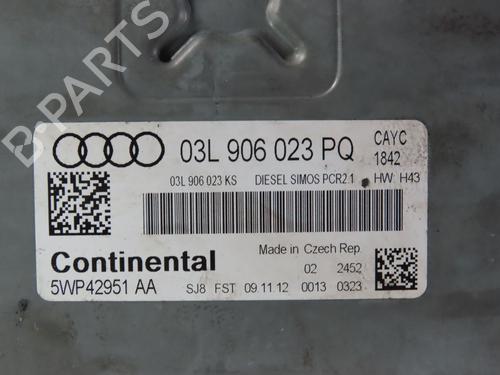 B-PARTS
03L 906 023 PQ CAYC
1842
03L 906 023 KS DIESEL SIMOS PCR2.1 HW: H43
Continental Made in Czech Rep.
02 2452
5WP42951 AA SJ8 FST 09.11.12 0013 0323